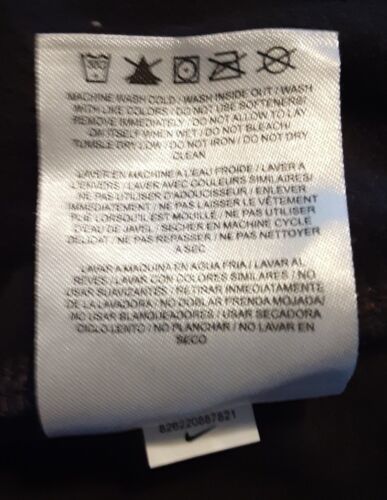 30°
MACHINE WASH COLD / WASH INSIDE OUT / WASH
WITH LIKE COLORS / DO NOT USE SOFTENERS/
REMOVE IMMEDIATELY / DO NOT ALLOW TO LAY
ON ITSELF WHEN WET / DO NOT BLEACH/
TUMBLE DRY LOW / DO NOT IRON / DO NOT DRY
CLEAN
LAVER EN MACHINE A L'EAU FROIDE / LAVER A
L'ENVERS / LAVER AVEC COULEURS SIMILAIRES/
NE PAS UTILISER D'ADOUCISSEUR / ENLEVER
IMMEDIATEMENT / NE PAS LAISSER LE VÊTEMENT
PLIE LORSQU'IL EST MOUILLE / NE PAS UTILISER
D'EAU DE JAVEL / SECHER EN MACHINE CYCLE
DELICAT / NE PAS REPASSER / NE PAS NETTOYER
A SEC
LAVAR A MAQUINA EN AGUA FRIA / LAVAR AL
REVES / LAVAR CON COLORES SIMILARES / NO
USAR SUAVIZANTES / RETIRAR INMEDIATAMENTE
DE LA LAVADORA / NO DOBLAR PRENDA MOJADA/
NO USAR BLANQUEADORES / USAR SECADORA
CICLO LENTO / NO PLANCHAR / NO LAVAR EN
SECO
826220887821